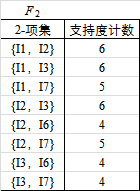 F2
2-项集 支持度计数
{I1, I2} 6
{I1, I3} 6
{I1, I7} 5
{I2, I3} 6
{I2, I6} 4
{I2, I7} 5
{I3, I6} 4
{I3, I7} 4